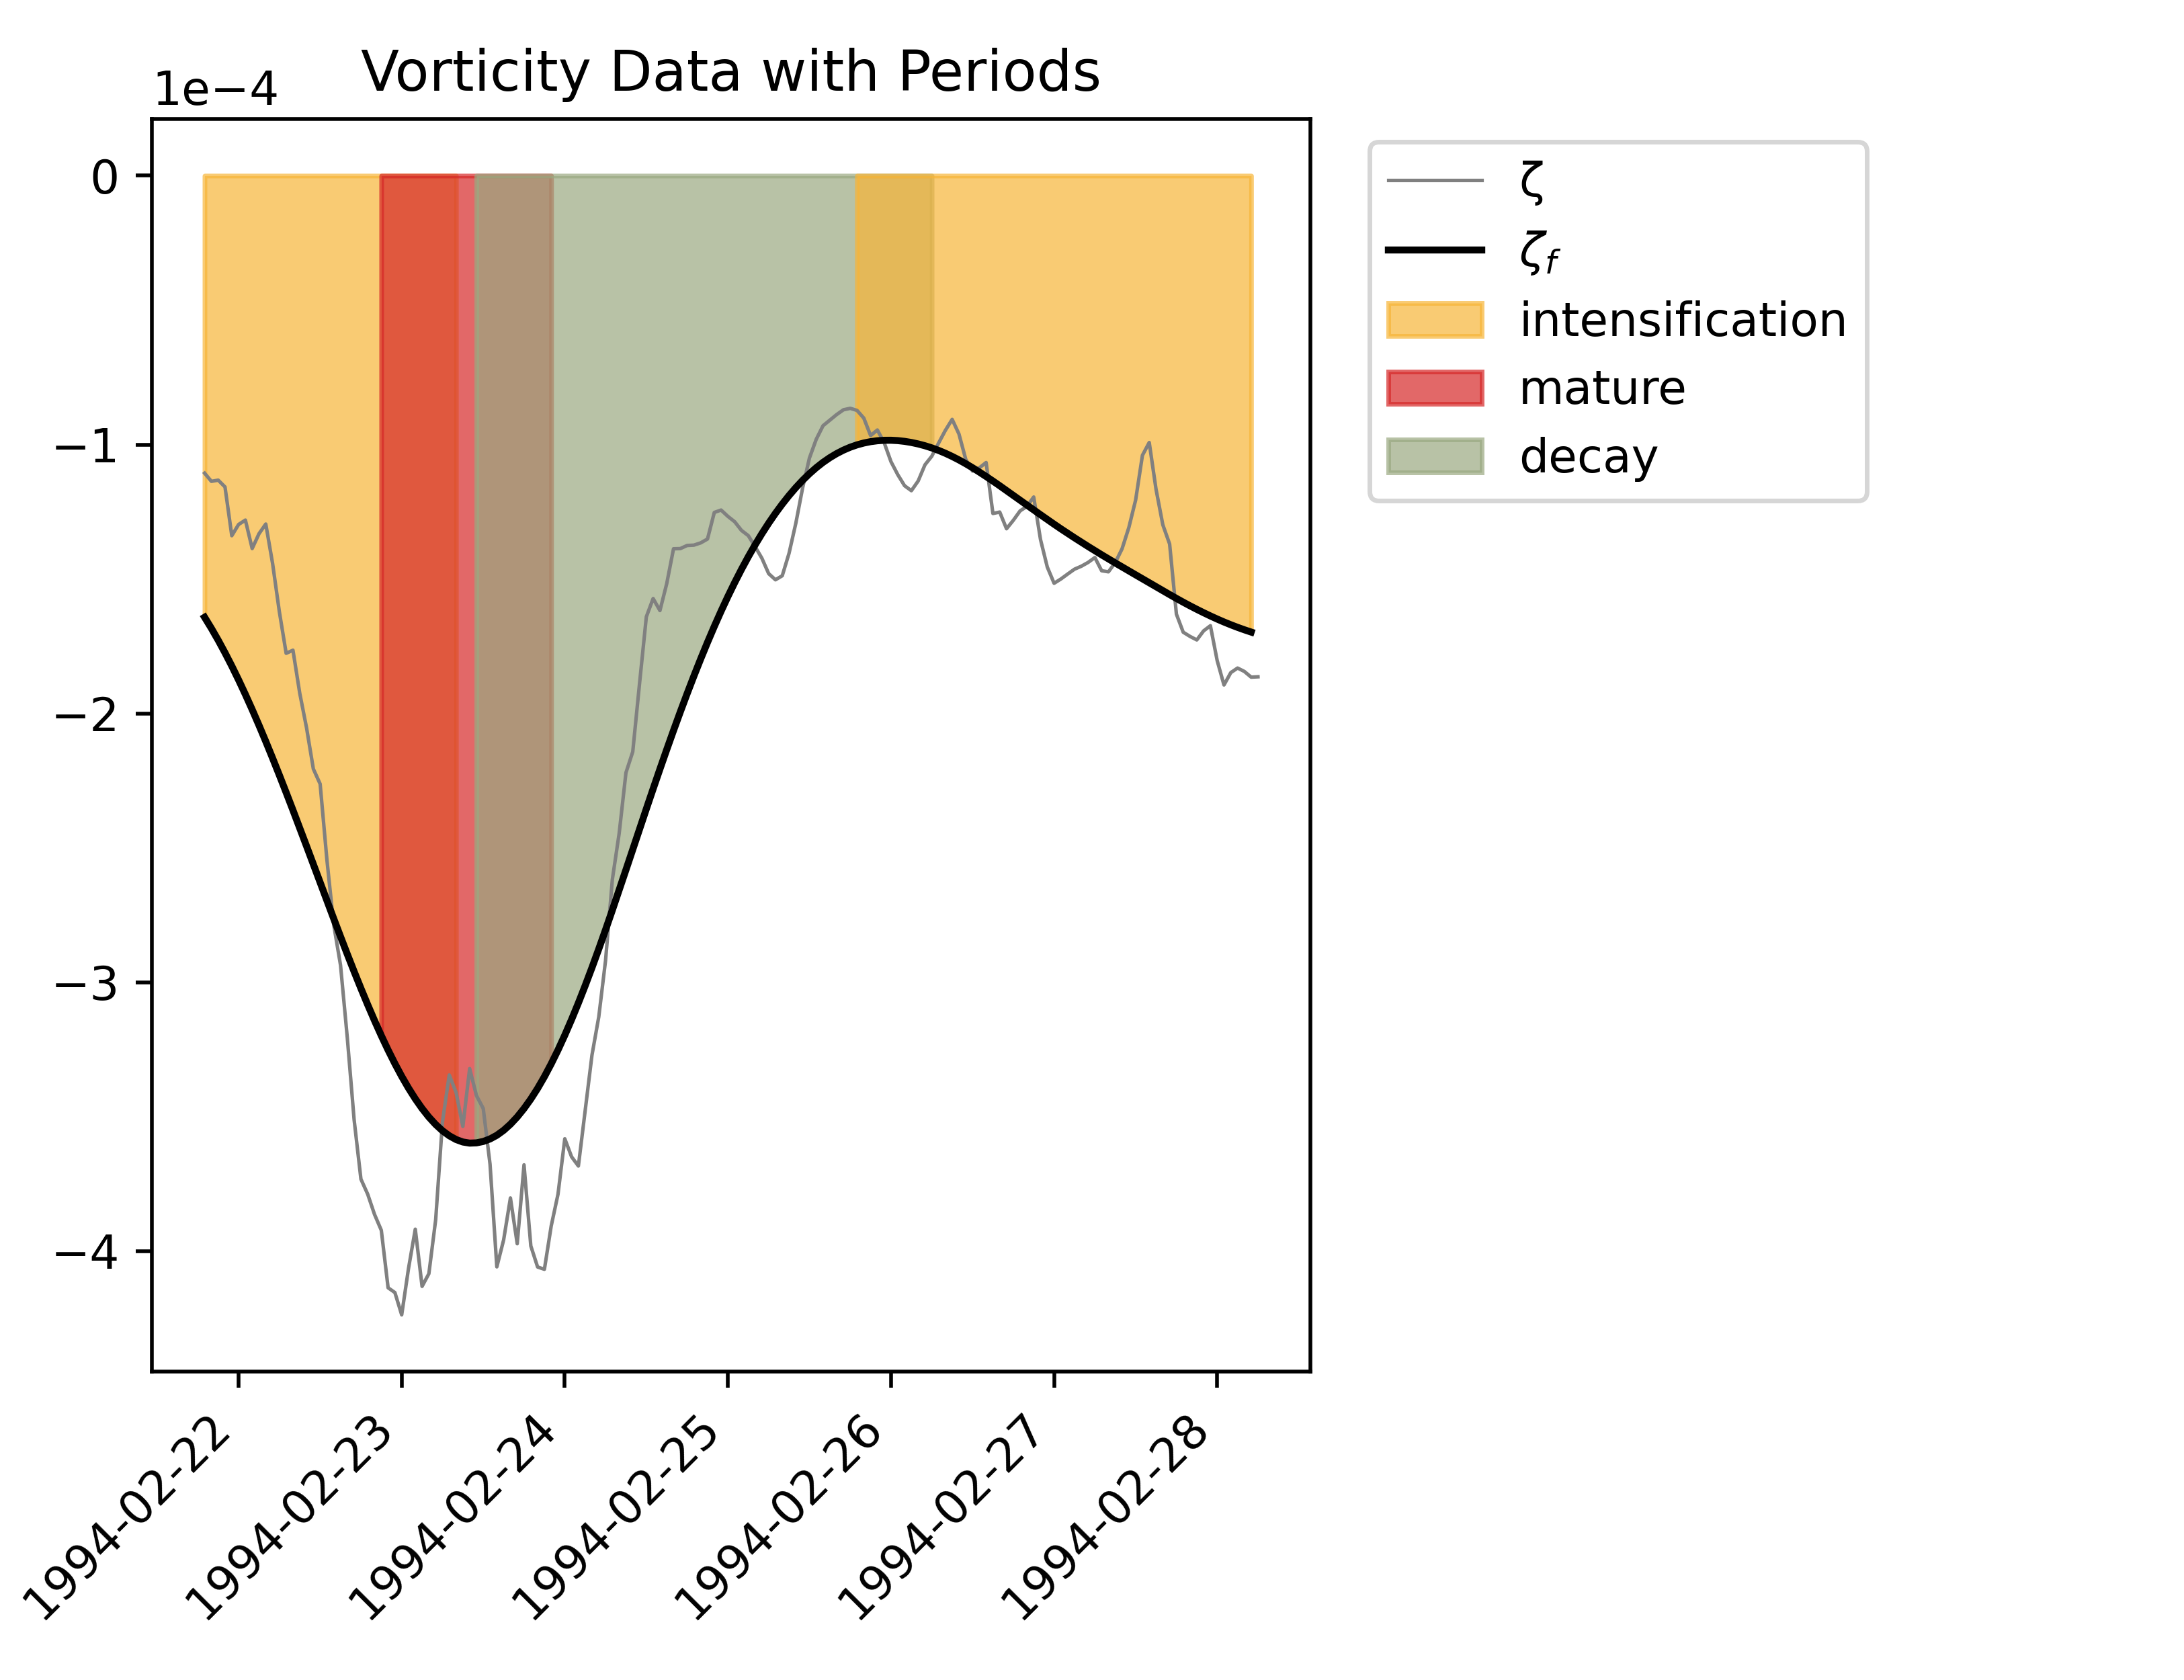 Vorticity Data with Periods
1e−4
0
−1
−2
−3
−4
1994-02-22
1994-02-23
1994-02-24
1994-02-25
1994-02-26
1994-02-27
1994-02-28
ζ
ζf
intensification
mature
decay